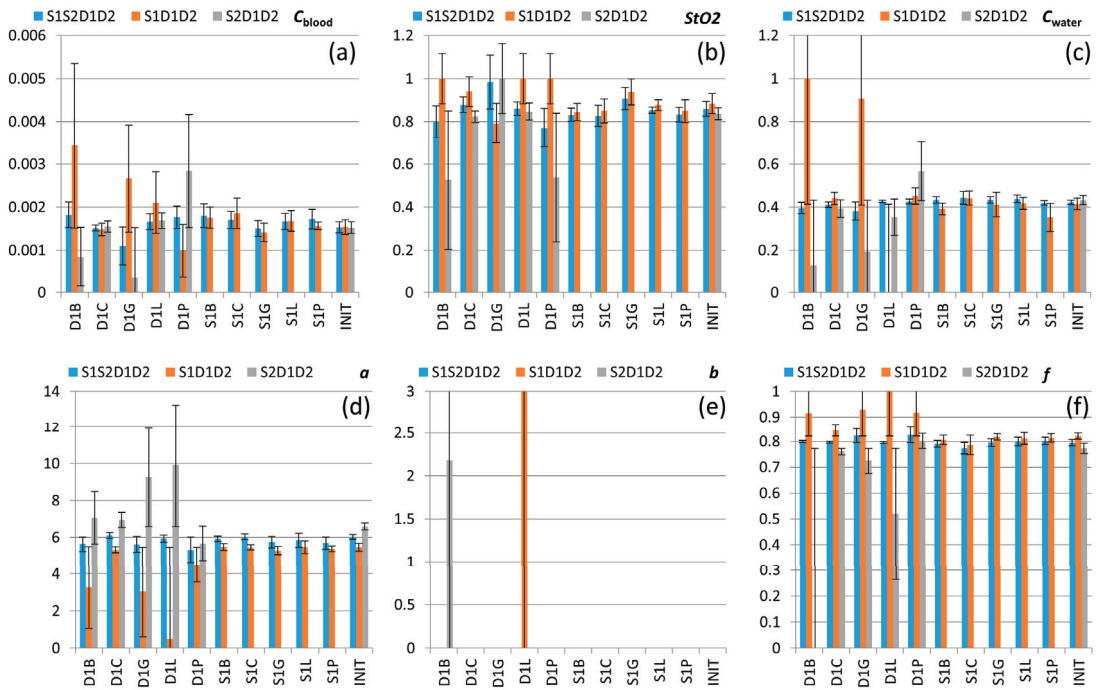 S1S2D1D2 S1D1D2 S2D1D2 Cblood
(a)
0.006
0.005
0.004
0.003
0.002
0.001
0
D1B D1C D1G D1L D1P S1B S1C S1G S1L S1P INIT
S1S2D1D2 S1D1D2 S2D1D2 StO2
(b)
1.2
1
0.8
0.6
0.4
0.2
0
D1B D1C D1G D1L D1P S1B S1C S1G S1L S1P INIT
S1S2D1D2 S1D1D2 S2D1D2 Cwater
(c)
1.2
1
0.8
0.6
0.4
0.2
0
D1B D1C D1G D1L D1P S1B S1C S1G S1L S1P INIT
S1S2D1D2 S1D1D2 S2D1D2 a
(d)
14
12
10
8
6
4
2
0
D1B D1C D1G D1L D1P S1B S1C S1G S1L S1P INIT
S1S2D1D2 S1D1D2 S2D1D2 b
(e)
3
2.5
2
1.5
1
0.5
0
D1B D1C D1G D1L D1P S1B S1C S1G S1L S1P INIT
S1S2D1D2 S1D1D2 S2D1D2 f
(f)
1
0.9
0.8
0.7
0.6
0.5
0.4
0.3
0.2
0.1
0
D1B D1C D1G D1L D1P S1B S1C S1G S1L S1P INIT